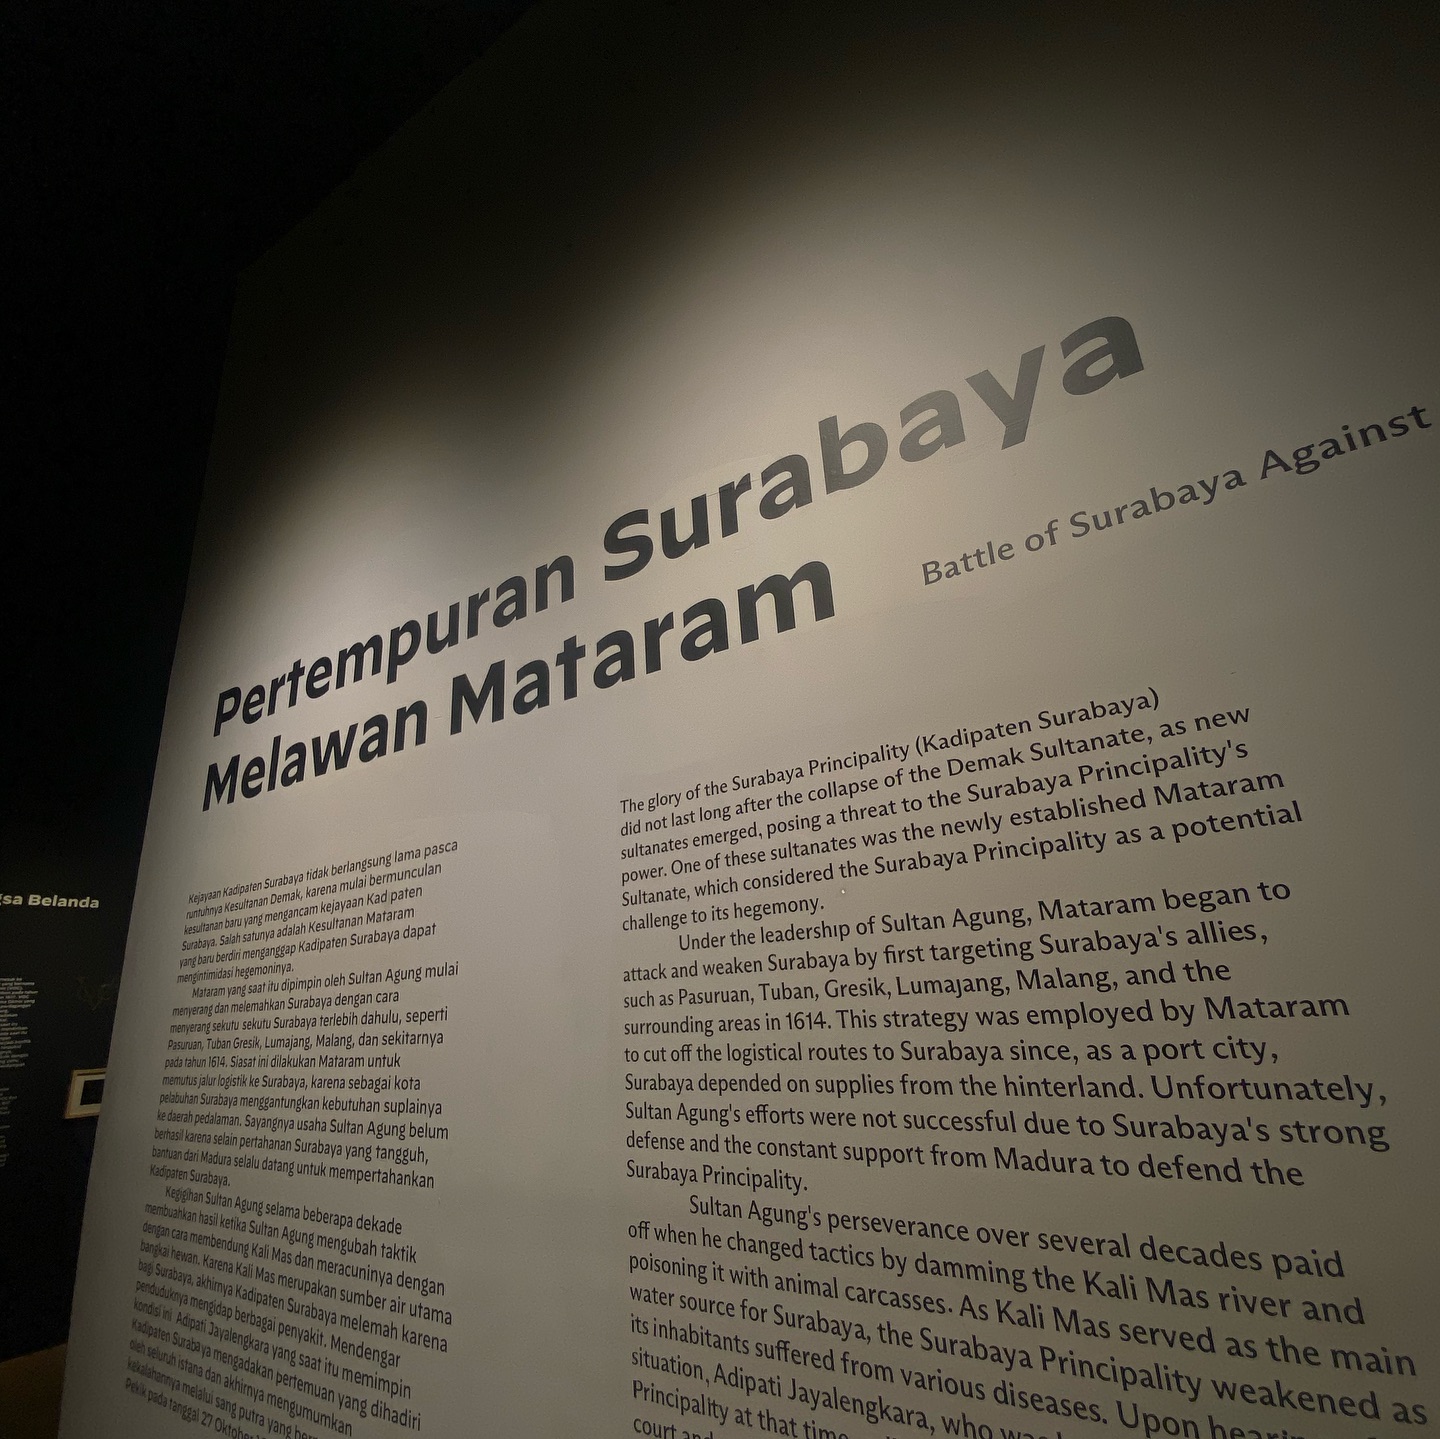 Pertempuran Surabaya
Melawan Mataram
Battle of Surabaya Against
Kejayaan Kadipaten Surabaya tidak berlangsung lama pasca
runtuhnya Kesultanan Demak, karena mulai bermunculan
kesultanan baru yang mengancam kejayaan Kad paten
Surabaya. Salah satunya adalah Kesultanan Mataram
yang baru berdiri menganggap Kadipaten Surabaya dapat
mengintimidasi hegemoninya.
Mataram yang saat itu dipimpin oleh Sultan Agung mulai
menyerang dan melemahkan Surabaya dengan cara
menyerang sekutu sekutu Surabaya terlebih dahulu, seperti
Pasuruan, Tuban Gresik, Lumajang, Malang, dan sekitarnya
pada tahun 1614. Siasat ini dilakukan Mataram untuk
memutus jalur logistik ke Surabaya, karena sebagai kota
pelabuhan Surabaya menggantungkan kebutuhan suplainya
ke daerah pedalaman. Sayangnya usaha Sultan Agung belum
berhasil karena selain pertahanan Surabaya yang tangguh,
bantuan dari Madura selalu datang untuk mempertahankan
Kadipaten Surabaya.
Kegigihan Sultan Agung selama beberapa dekade
membuahkan hasil ketika Sultan Agung mengubah taktik
dengan cara membendung Kali Mas dan meracuninya dengan
bangkai hewan. Karena Kali Mas merupakan sumber air utama
bagi Surabaya, akhirnya Kadipaten Surabaya melemah karena
penduduknya mengidap berbagai penyakit. Mendengar
kondisi ini Adipati Jayalengkara yang saat itu memimpin
Kadipaten Surabaya mengadakan pertemuan yang dihadiri
oleh seluruh istana dan akhirnya mengumumkan
kekalahannya melalui sang putra yang
Pekik pada tanggal 27 Oktober
The glory of the Surabaya Principality (Kadipaten Surabaya)
did not last long after the collapse of the Demak Sultanate, as new
sultanates emerged, posing a threat to the Surabaya Principality's
power. One of these sultanates was the newly established Mataram
Sultanate, which considered the Surabaya Principality as a potential
challenge to its hegemony.
Under the leadership of Sultan Agung, Mataram began to
attack and weaken Surabaya by first targeting Surabaya's allies,
such as Pasuruan, Tuban, Gresik, Lumajang, Malang, and the
surrounding areas in 1614. This strategy was employed by Mataram
to cut off the logistical routes to Surabaya since, as a port city,
Surabaya depended on supplies from the hinterland. Unfortunately,
Sultan Agung's efforts were not successful due to Surabaya's strong
defense and the constant support from Madura to defend the
Surabaya Principality.
Sultan Agung's perseverance over several decades paid
off when he changed tactics by damming the Kali Mas river and
poisoning it with animal carcasses. As Kali Mas served as the main
water source for Surabaya, the Surabaya Principality weakened as
its inhabitants suffered from various diseases. Upon
situation, Adipati Jayalengkara, who
Principality at that time
court and
Belanda